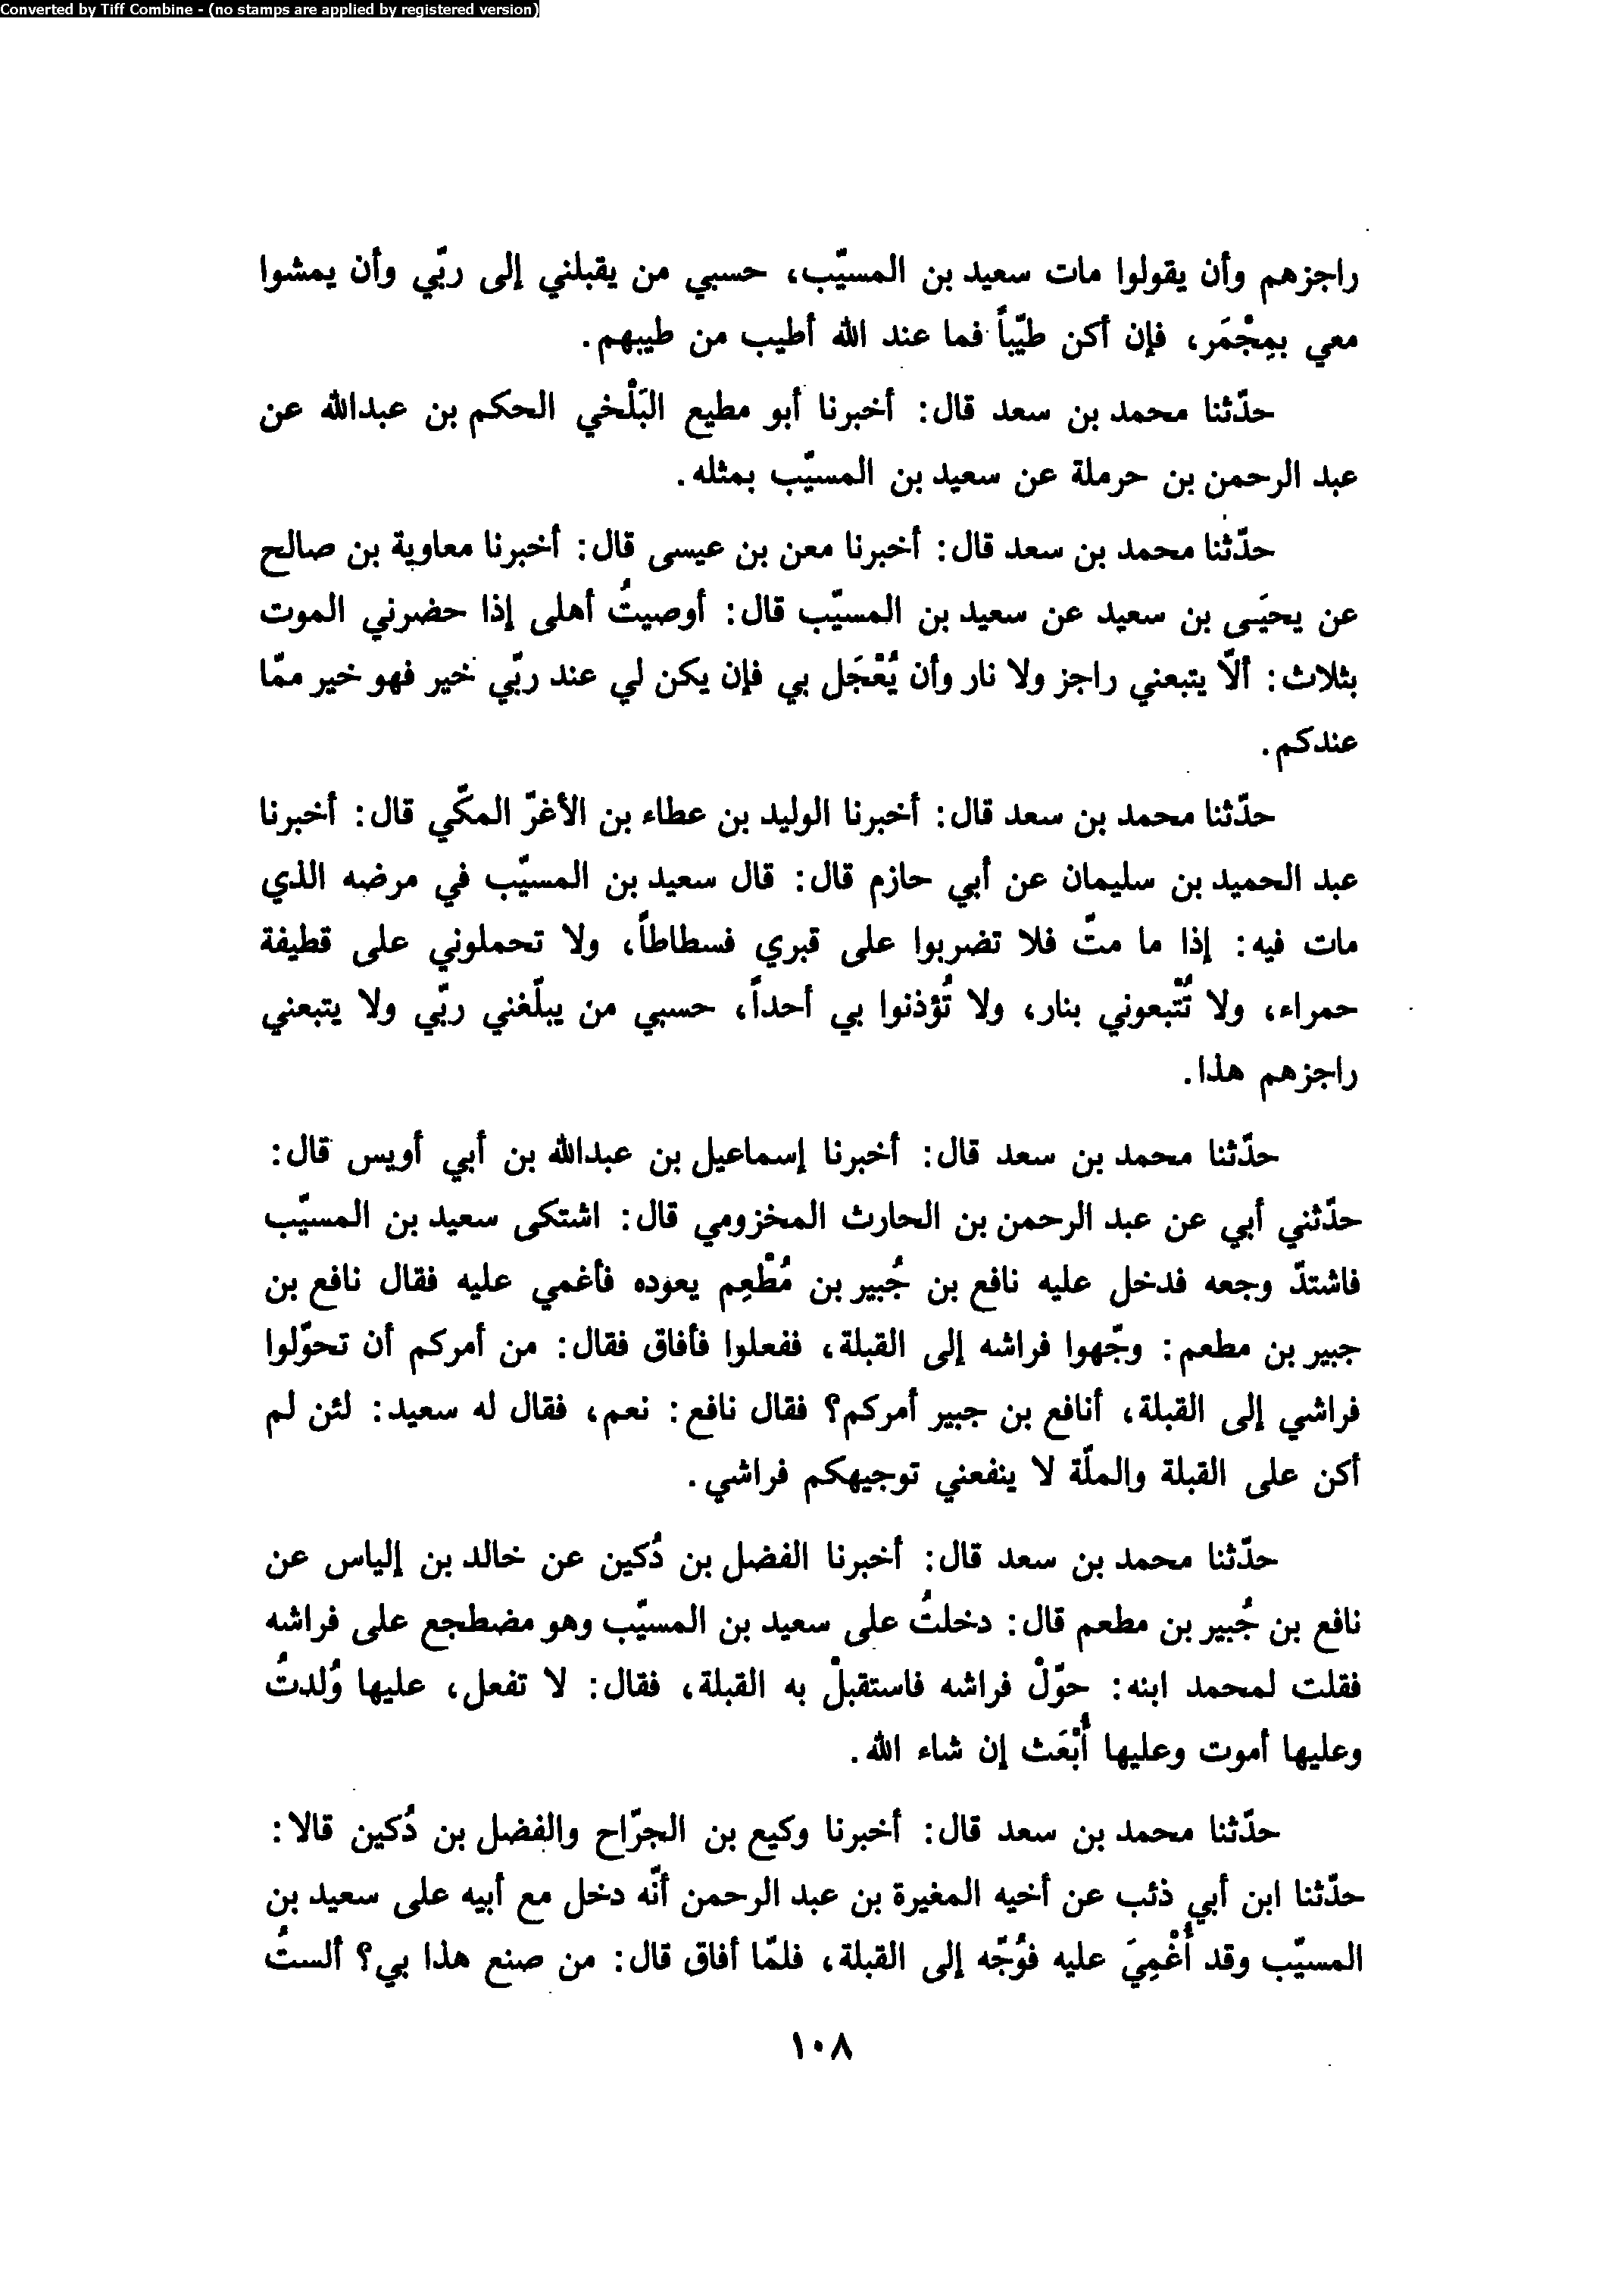 Converted by Tiff Combine - (no stamps are applied by registered version)
راجزهم وأن يقولوا مات سعيد بن المسيّب، حسبي من يقبلني إلى ربّي وأن يمشوا
معي بمِجْمَر، فإن أكن طيّباً فما عند الله أطيب من طيبهم.
حدّثنا محمد بن سعد قال: أخبرنا أبو مطيع البَلْخي الحكم بن عبدالله عن
عبد الرحمن بن حرملة عن سعيد بن المسيّب بمثله.
حدّثنا محمد بن سعد قال: أخبرنا معن بن عيسى قال: أخبرنا معاوية بن صالح
عن يحيَى بن سعيد عن سعيد بن المسيّب قال: أوصيتُ أهلى إذا حضرني الموت
بثلاث: ألاّ يتبعني راجز ولا نار وأن يُعْجَل بي فإن يكن لي عند ربّي خير فهو خير ممّا
عندكم.
حدّثنا محمد بن سعد قال: أخبرنا الوليد بن عطاء بن الأغرّ المكّي قال: أخبرنا
عبد الحميد بن سليمان عن أبي حازم قال: قال سعيد بن المسيّب في مرضه الذي
مات فيه: إذا ما متّ فلا تضربوا على قبري فسطاطاً، ولا تحملوني على قطيفة
حمراء، ولا تُتْبعوني بنار، ولا تُؤذنوا بي أحداً، حسبي من يبلّغني ربّي ولا يتبعني
راجزهم هذا.
حدّثنا محمد بن سعد قال: أخبرنا إسماعيل بن عبدالله بن أبي أويس قال:
حدّثني أبي عن عبد الرحمن بن الحارث المخزومي قال: اشتكى سعيد بن المسيّب
فاشتدّ وجعه فدخل عليه نافع بن جُبير بن مُطْعِم يعوده فأغمي عليه فقال نافع بن
جبير بن مطعم: وجّهوا فراشه إلى القبلة، ففعلوا فأفاق فقال: من أمركم أن تحوّلوا
فراشي إلى القبلة، أنافع بن جبير أمركم؟ فقال نافع: نعم، فقال له سعيد: لئن لم
أكن على القبلة والملّة لا ينفعني توجيهكم فراشي.
حدّثنا محمد بن سعد قال: أخبرنا الفضل بن دُكين عن خالد بن إلياس عن
نافع بن جُبير بن مطعم قال: دخلتُ على سعيد بن المسيّب وهو مضطجع على فراشه
فقلت لمحمد ابنه: حوّلْ فراشه فاستقبلْ به القبلة، فقال: لا تفعل، عليها وُلدتُ
وعليها أموت وعليها أُبْعَث إن شاء الله.
حدّثنا محمد بن سعد قال: أخبرنا وكيع بن الجرّاح والفضل بن دُكين قالا:
حدّثنا ابن أبي ذئب عن أخيه المغيرة بن عبد الرحمن أنّه دخل مع أبيه على سعيد بن
المسيّب وقد أُغْمِيَ عليه فوُجّه إلى القبلة، فلمّا أفاق قال: من صنع هذا بي؟ ألستُ
١٠٨